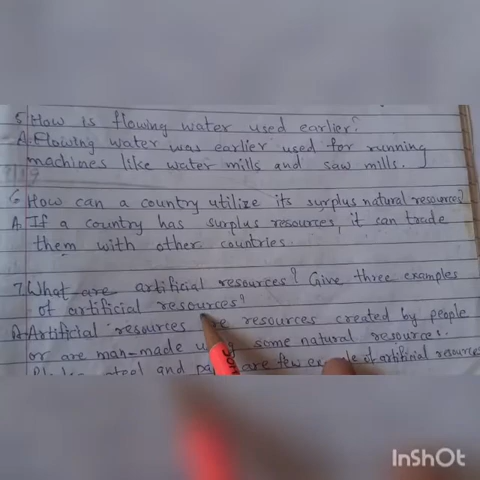 5. How is flowing water used earlier?
A. Flowing water was earlier used for running
machines like water mills and saw mills.
6. How can a country utilize its surplus natural resource?
A. If a country has surplus resources, it can trade
them with other countries.
7. What are artificial resources? Give three examples
of artificial resources?
A. Artificial resources are resources created by people
or are man-made some natural resources.
steel and are few example of artificial resources
InShOt